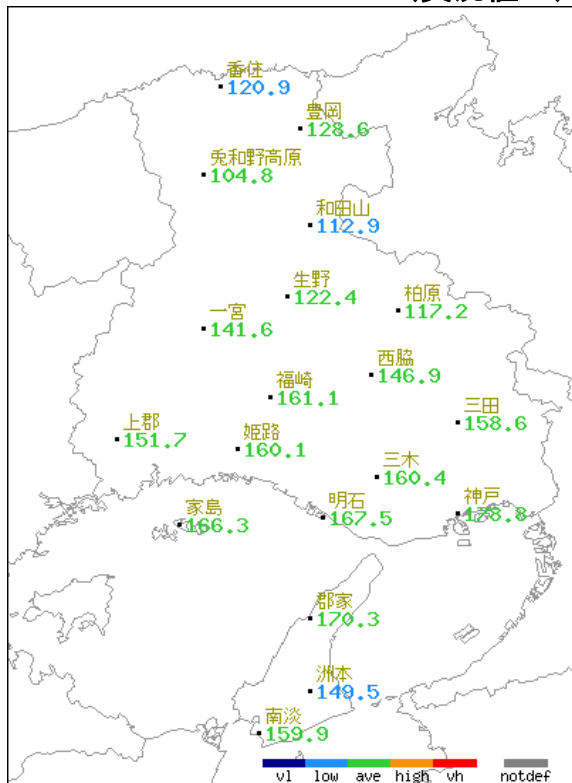 香住
120.9
豊岡
128.6
兎和野高原
104.8
和田山
112.9
生野
122.4
柏原
117.2
一宮
141.6
西脇
146.9
福崎
161.1
三田
158.6
上郡
151.7
姫路
160.1
三木
160.4
家島
166.3
明石
167.5
神戸
178.8
郡家
170.3
洲本
149.5
南淡
159.9
vl low ave high vh notdef